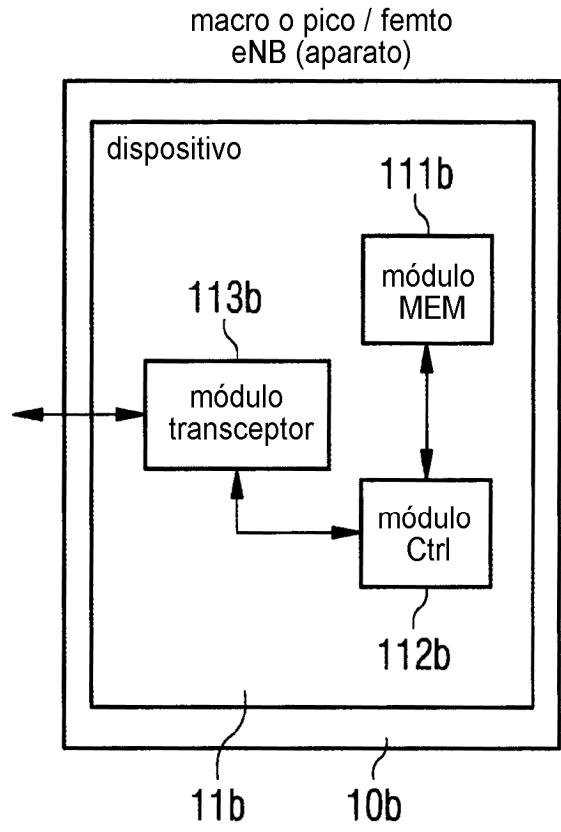 macro o pico / femto
eNB (aparato)
dispositivo
111b
módulo
MEM
113b
módulo
transceptor
módulo
Ctrl
112b
11b
10b